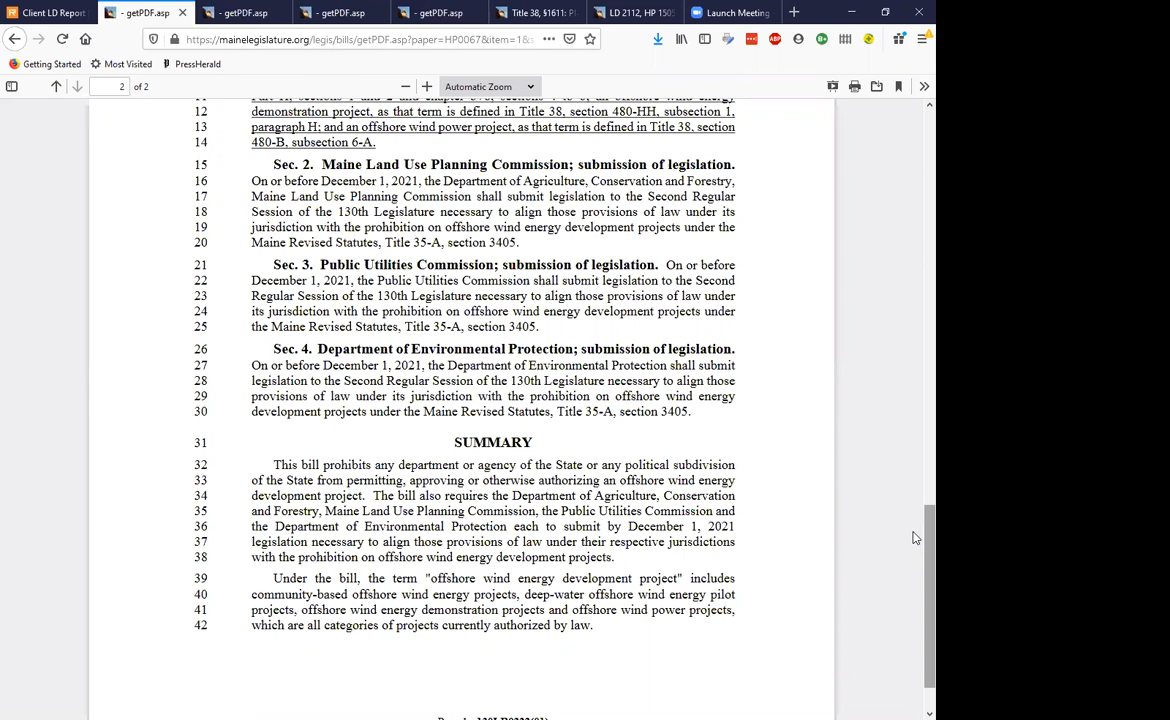 Client LD Report
- getPDF.asp
- getPDF.asp
- getPDF.asp
- getPDF.asp
Title 38, §1611: P
LD 2112, HP 150
Launch Meeting
https://mainelegislature.org/legis/bills/getPDF.asp?paper=HP0067&item=1&s
ABP
Getting Started
Most Visited
PressHerald
2 of 2
Automatic Zoom
12 demonstration project, as that term is defined in Title 38, section 480-HH, subsection 1,
13 paragraph H; and an offshore wind power project, as that term is defined in Title 38, section
14 480-B, subsection 6-A.
15 Sec. 2. Maine Land Use Planning Commission; submission of legislation.
16 On or before December 1, 2021, the Department of Agriculture, Conservation and Forestry,
17 Maine Land Use Planning Commission shall submit legislation to the Second Regular
18 Session of the 130th Legislature necessary to align those provisions of law under its
19 jurisdiction with the prohibition on offshore wind energy development projects under the
20 Maine Revised Statutes, Title 35-A, section 3405.
21 Sec. 3. Public Utilities Commission; submission of legislation. On or before
22 December 1, 2021, the Public Utilities Commission shall submit legislation to the Second
23 Regular Session of the 130th Legislature necessary to align those provisions of law under
24 its jurisdiction with the prohibition on offshore wind energy development projects under
25 the Maine Revised Statutes, Title 35-A, section 3405.
26 Sec. 4. Department of Environmental Protection; submission of legislation.
27 On or before December 1, 2021, the Department of Environmental Protection shall submit
28 legislation to the Second Regular Session of the 130th Legislature necessary to align those
29 provisions of law under its jurisdiction with the prohibition on offshore wind energy
30 development projects under the Maine Revised Statutes, Title 35-A, section 3405.
31 SUMMARY
32 This bill prohibits any department or agency of the State or any political subdivision
33 of the State from permitting, approving or otherwise authorizing an offshore wind energy
34 development project. The bill also requires the Department of Agriculture, Conservation
35 and Forestry, Maine Land Use Planning Commission, the Public Utilities Commission and
36 the Department of Environmental Protection each to submit by December 1, 2021
37 legislation necessary to align those provisions of law under their respective jurisdictions
38 with the prohibition on offshore wind energy development projects.
39 Under the bill, the term "offshore wind energy development project" includes
40 community-based offshore wind energy projects, deep-water offshore wind energy pilot
41 projects, offshore wind energy demonstration projects and offshore wind power projects,
42 which are all categories of projects currently authorized by law.